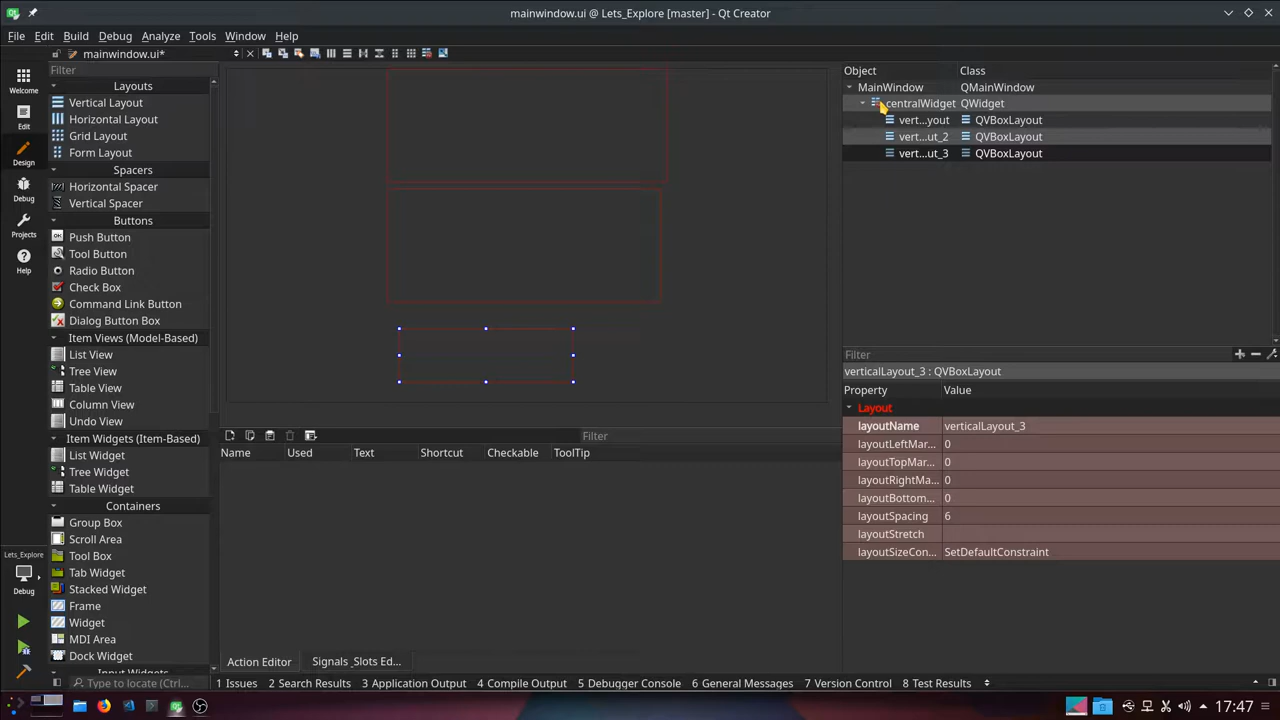 mainwindow.ui @ Lets_Explore [master] - Qt Creator
File Edit Build Debug Analyze Tools Window Help
mainwindow.ui*
Welcome
Edit
Design
Debug
Projects
Help
Lets_Explore
Debug
Filter
Layouts
Vertical Layout
Horizontal Layout
Grid Layout
Form Layout
Spacers
Horizontal Spacer
Vertical Spacer
Buttons
Push Button
Tool Button
Radio Button
Check Box
Command Link Button
Dialog Button Box
Item Views (Model-Based)
List View
Tree View
Table View
Column View
Undo View
Item Widgets (Item-Based)
List Widget
Tree Widget
Table Widget
Containers
Group Box
Scroll Area
Tool Box
Tab Widget
Stacked Widget
Frame
Widget
MDI Area
Dock Widget
Filter
Name Used Text Shortcut Checkable ToolTip
Action Editor Signals _Slots Ed...
Object Class
MainWindow QMainWindow
centralWidget QWidget
vert...yout QVBoxLayout
vert...ut_2 QVBoxLayout
vert...ut_3 QVBoxLayout
Filter
verticalLayout_3 : QVBoxLayout
Property Value
Layout
layoutName verticalLayout_3
layoutLeftMar... 0
layoutTopMar... 0
layoutRightMa... 0
layoutBottom... 0
layoutSpacing 6
layoutStretch
layoutSizeCon... SetDefaultConstraint
Type to locate (Ctrl+...
1 Issues 2 Search Results 3 Application Output 4 Compile Output 5 Debugger Console 6 General Messages 7 Version Control 8 Test Results
17:47